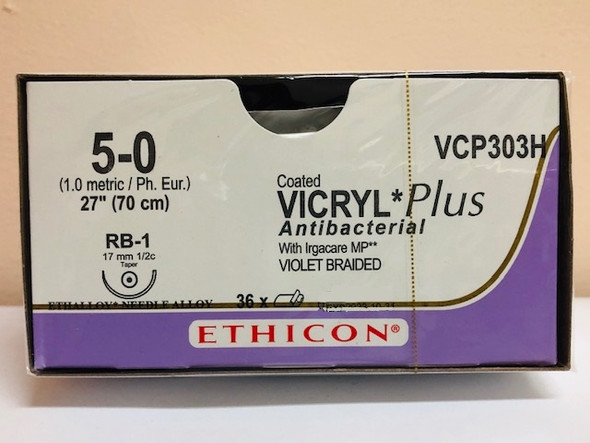 5-0
(1.0 metric / Ph. Eur.)
27" (70 cm)
RB-1
17 mm 1/2c
Taper
ETHALLOY* NEEDLE ALLOY
36 x
VCP303H
Coated
VICRYL* Plus
Antibacterial
With Irgacare MP**
VIOLET BRAIDED
ETHICON®